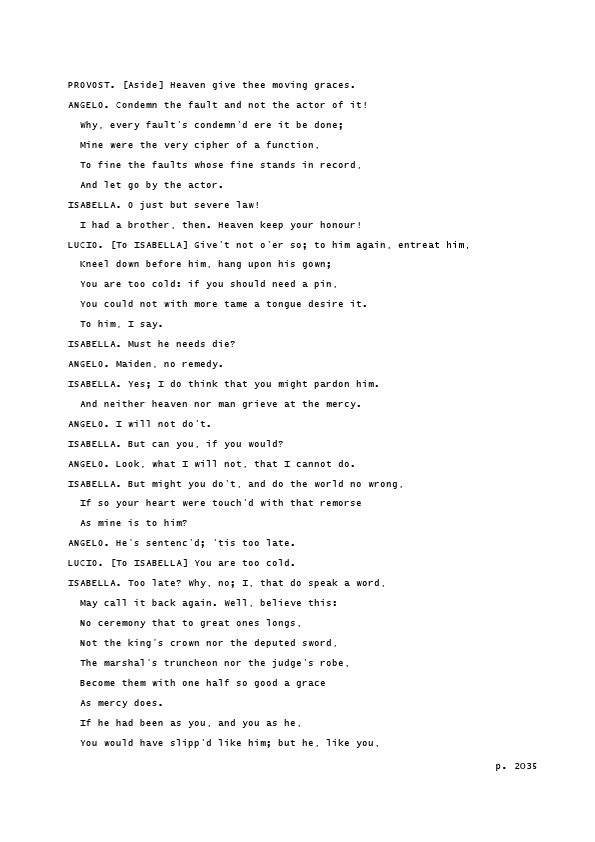 PROVOST. [Aside] Heaven give thee moving graces.
ANGELO. Condemn the fault and not the actor of it!
Why, every fault's condemn'd ere it be done;
Mine were the very cipher of a function,
To fine the faults whose fine stands in record,
And let go by the actor.
ISABELLA. O just but severe law!
I had a brother, then. Heaven keep your honour!
LUCIO. [To ISABELLA] Give't not o'er so; to him again, entreat him,
Kneel down before him, hang upon his gown;
You are too cold: if you should need a pin,
You could not with more tame a tongue desire it.
To him, I say.
ISABELLA. Must he needs die?
ANGELO. Maiden, no remedy.
ISABELLA. Yes; I do think that you might pardon him.
And neither heaven nor man grieve at the mercy.
ANGELO. I will not do't.
ISABELLA. But can you, if you would?
ANGELO. Look, what I will not, that I cannot do.
ISABELLA. But might you do't, and do the world no wrong,
If so your heart were touch'd with that remorse
As mine is to him?
ANGELO. He's sentenc'd; 'tis too late.
LUCIO. [To ISABELLA] You are too cold.
ISABELLA. Too late? Why, no; I, that do speak a word,
May call it back again. Well, believe this:
No ceremony that to great ones longs,
Not the king's crown nor the deputed sword,
The marshal's truncheon nor the judge's robe,
Become them with one half so good a grace
As mercy does.
If he had been as you, and you as he,
You would have slipp'd like him; but he, like you,
p. 2035